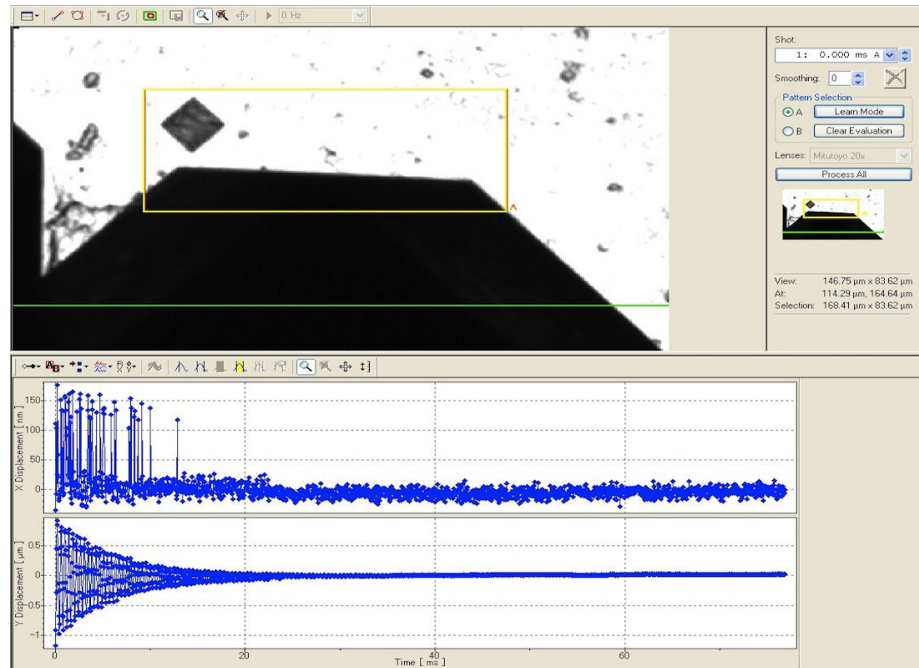 0 Hz
Shot:
1: 0.000 ms A
Smoothing: 0
Pattern Selection
A Learn Mode
B Clear Evaluation
Lenses: Mitutoyo 20x
Process All
A
View: 146.75 µm x 83.62 µm
At: 114.29 µm, 164.64 µm
Selection: 168.41 µm x 83.62 µm
X Displacement [ nm ]
150
100
50
0
Y Displacement [ µm ]
0.5
0
-0.5
-1
0 20 40 60
Time [ ms ]